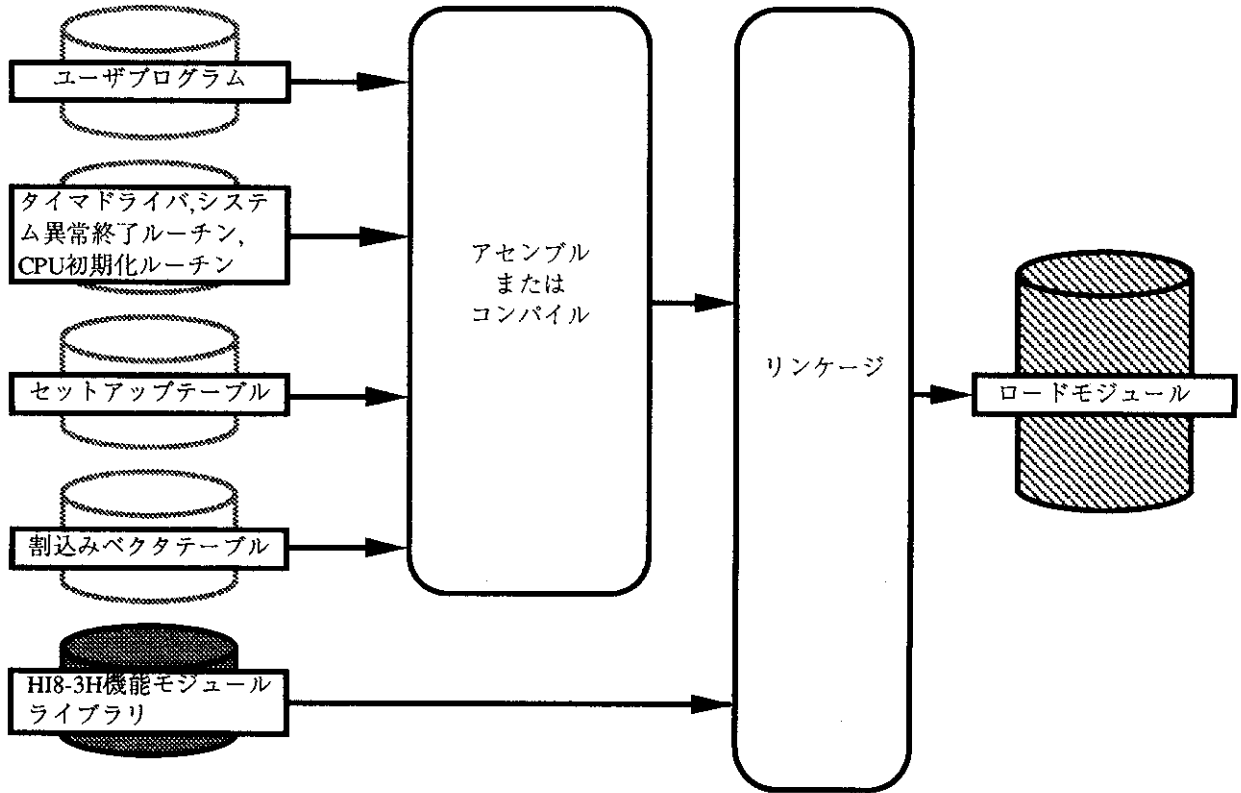 ユーザプログラム
タイマドライバ,システ
ム異常終了ルーチン,
CPU初期化ルーチン
セットアップテーブル
割込みベクタテーブル
HI8-3H機能モジュール
ライブラリ
アセンブル
または
コンパイル
リンケージ
ロードモジュール